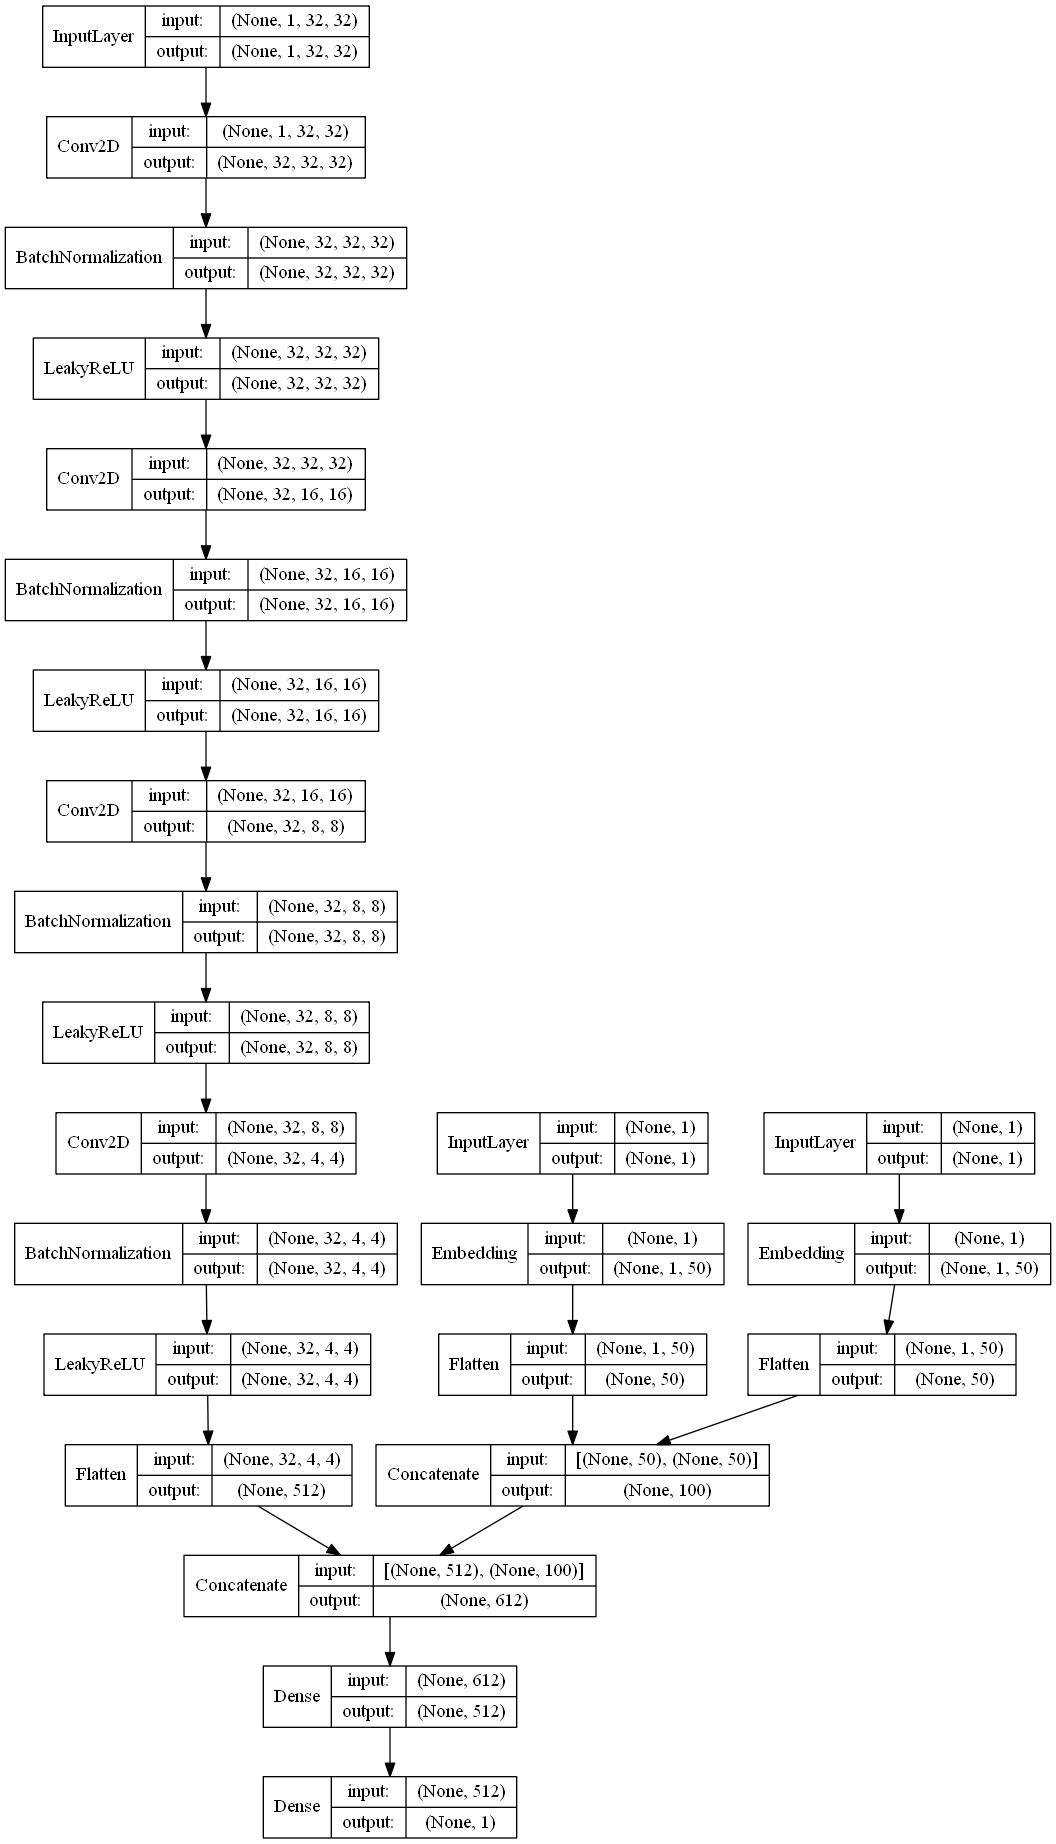 InputLayer input: (None, 1, 32, 32)
output: (None, 1, 32, 32)
Conv2D input: (None, 1, 32, 32)
output: (None, 32, 32, 32)
BatchNormalization input: (None, 32, 32, 32)
output: (None, 32, 32, 32)
LeakyReLU input: (None, 32, 32, 32)
output: (None, 32, 32, 32)
Conv2D input: (None, 32, 32, 32)
output: (None, 32, 16, 16)
BatchNormalization input: (None, 32, 16, 16)
output: (None, 32, 16, 16)
LeakyReLU input: (None, 32, 16, 16)
output: (None, 32, 16, 16)
Conv2D input: (None, 32, 16, 16)
output: (None, 32, 8, 8)
BatchNormalization input: (None, 32, 8, 8)
output: (None, 32, 8, 8)
LeakyReLU input: (None, 32, 8, 8)
output: (None, 32, 8, 8)
Conv2D input: (None, 32, 8, 8)
output: (None, 32, 4, 4)
InputLayer input: (None, 1)
output: (None, 1)
InputLayer input: (None, 1)
output: (None, 1)
BatchNormalization input: (None, 32, 4, 4)
output: (None, 32, 4, 4)
Embedding input: (None, 1)
output: (None, 1, 50)
Embedding input: (None, 1)
output: (None, 1, 50)
LeakyReLU input: (None, 32, 4, 4)
output: (None, 32, 4, 4)
Flatten input: (None, 1, 50)
output: (None, 50)
Flatten input: (None, 1, 50)
output: (None, 50)
Flatten input: (None, 32, 4, 4)
output: (None, 512)
Concatenate input: [(None, 50), (None, 50)]
output: (None, 100)
Concatenate input: [(None, 512), (None, 100)]
output: (None, 612)
Dense input: (None, 612)
output: (None, 512)
Dense input: (None, 512)
output: (None, 1)